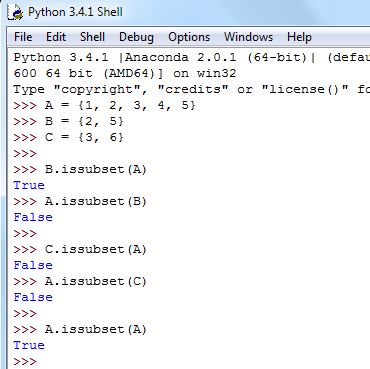 Python 3.4.1 Shell
File Edit Shell Debug Options Windows Help
Python 3.4.1 |Anaconda 2.0.1 (64-bit)| (defau
600 64 bit (AMD64)] on win32
Type "copyright", "credits" or "license()" fo
>>> A = {1, 2, 3, 4, 5}
>>> B = {2, 5}
>>> C = {3, 6}
>>>
>>> B.issubset(A)
True
>>> A.issubset(B)
False
>>>
>>> C.issubset(A)
False
>>> A.issubset(C)
False
>>>
>>> A.issubset(A)
True
>>>